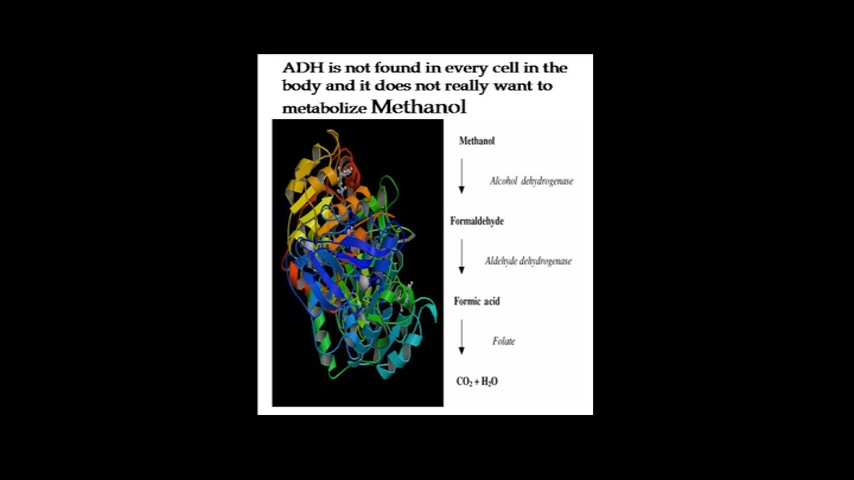 ADH is not found in every cell in the
body and it does not really want to
metabolize Methanol
Methanol
Alcohol dehydrogenase
Formaldehyde
Aldehyde dehydrogenase
Formic acid
Folate
CO₂ + H₂O